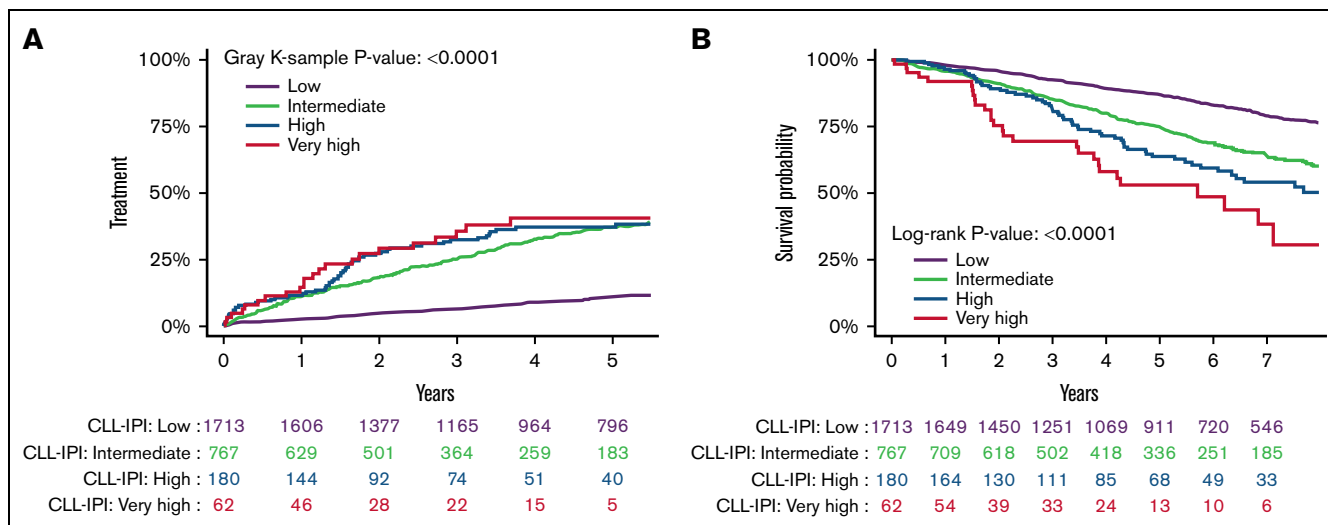 A
Treatment
100%
75%
50%
25%
0%
Gray K-sample P-value: <0.0001
Low
Intermediate
High
Very high
0 1 2 3 4 5
Years
CLL-IPI: Low : 1713 1606 1377 1165 964 796
CLL-IPI: Intermediate : 767 629 501 364 259 183
CLL-IPI: High : 180 144 92 74 51 40
CLL-IPI: Very high : 62 46 28 22 15 5
B
Survival probability
100%
75%
50%
25%
0%
Log-rank P-value: <0.0001
Low
Intermediate
High
Very high
0 1 2 3 4 5 6 7
Years
CLL-IPI: Low : 1713 1649 1450 1251 1069 911 720 546
CLL-IPI: Intermediate : 767 709 618 502 418 336 251 185
CLL-IPI: High : 180 164 130 111 85 68 49 33
CLL-IPI: Very high : 62 54 39 33 24 13 10 6